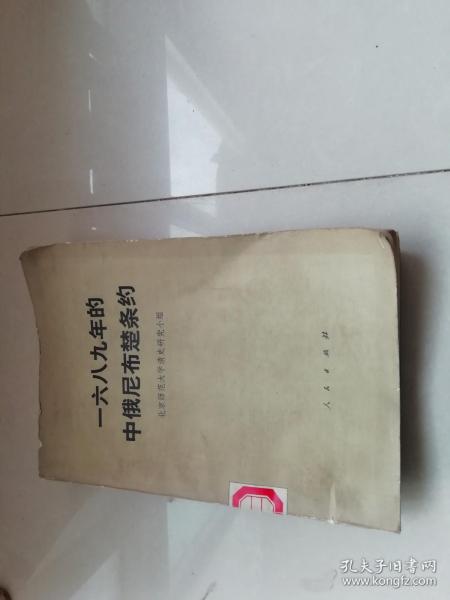 一六八九年的
中俄尼布楚条约
北京师范大学清史研究小组
人民出版社
孔夫子旧书网
www.kongfz.com